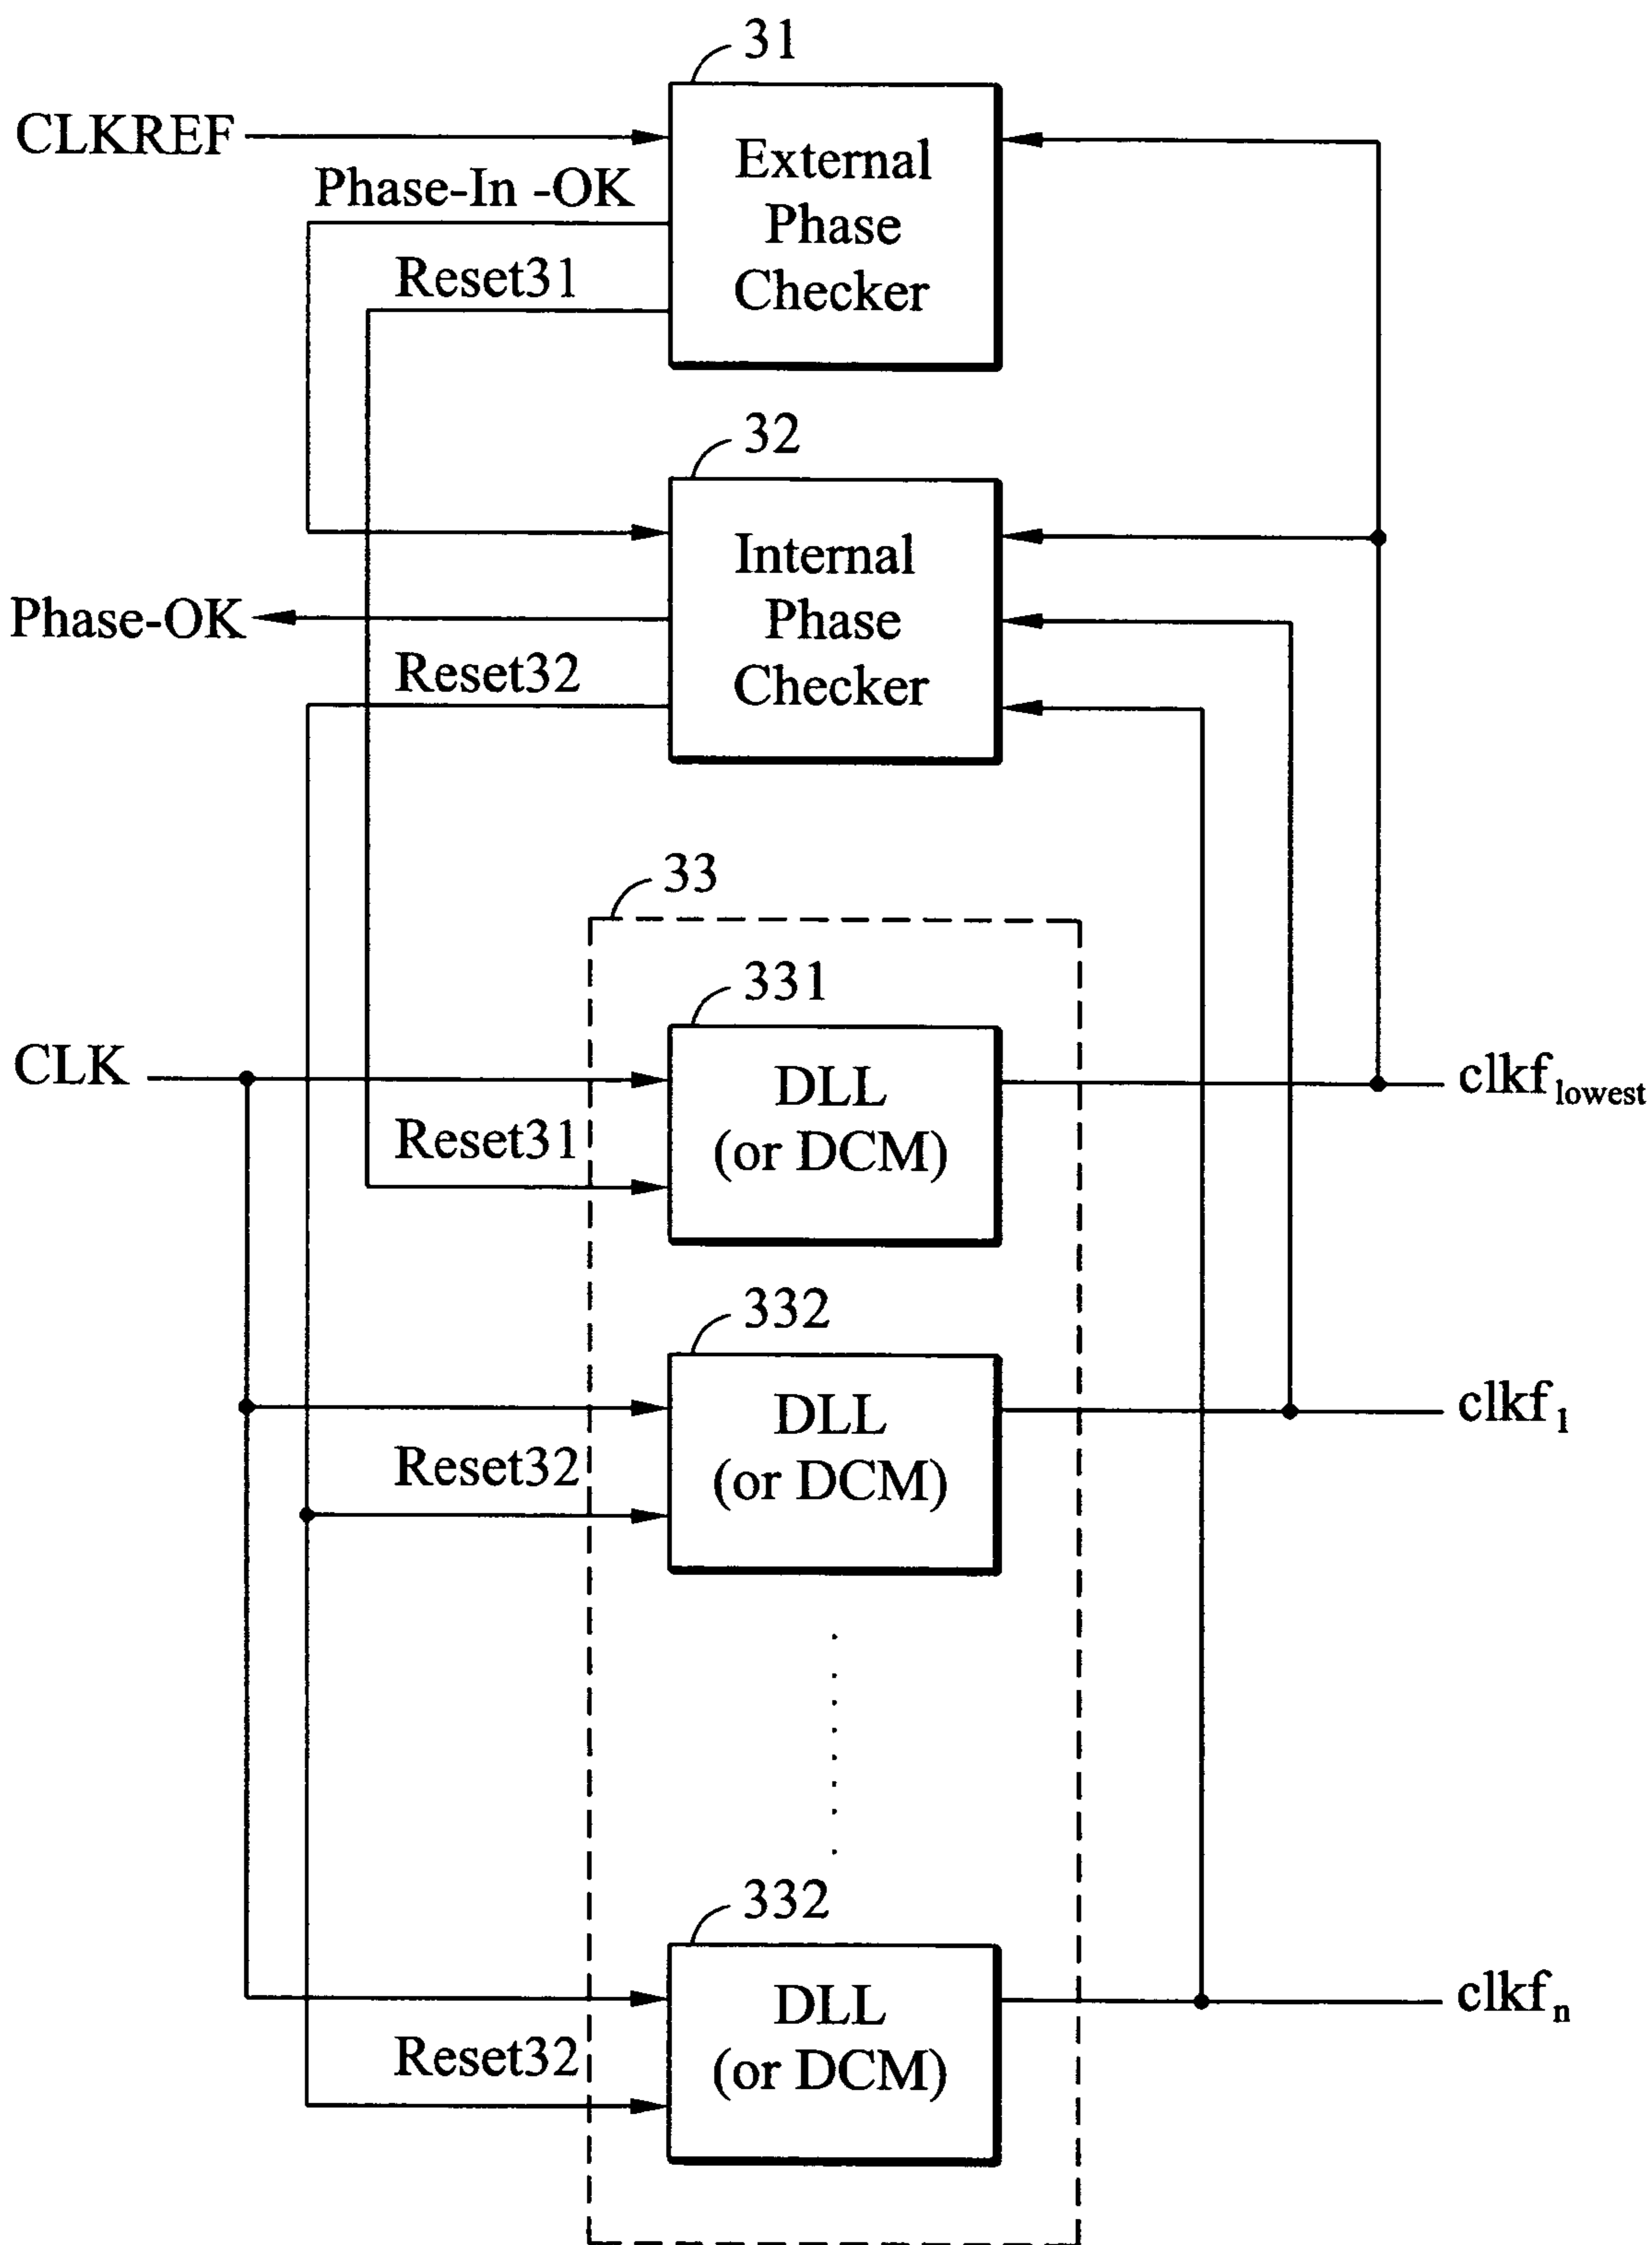 31
CLKREF
External
Phase
Checker
Phase-In -OK
Reset31
32
Internal
Phase
Checker
Phase-OK
Reset32
33
331
CLK
DLL
(or DCM)
clkf lowest
Reset31
332
DLL
(or DCM)
clkf 1
Reset32
332
DLL
(or DCM)
clkf n
Reset32